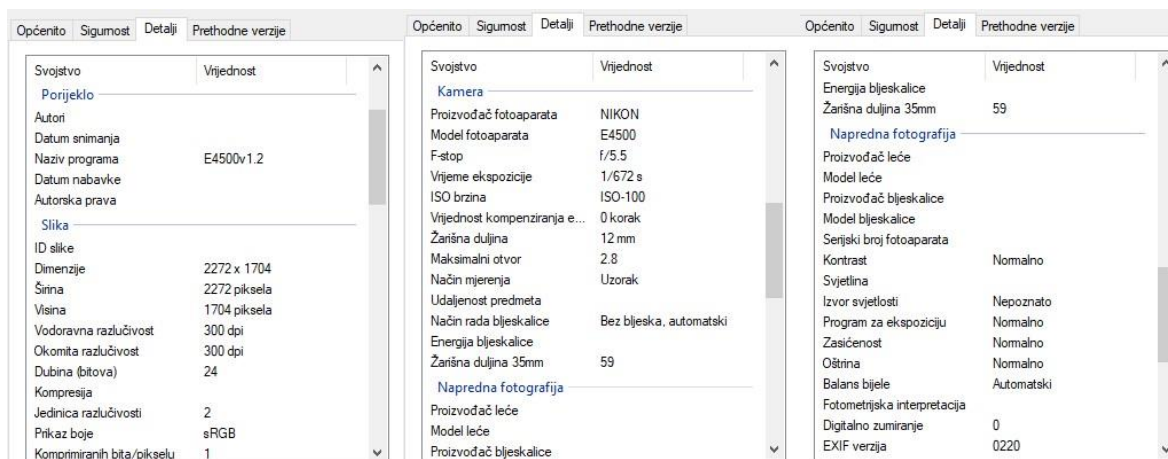 Općenito Sigurnost Detalji Prethodne verzije
Svojstvo Vrijednost
Porijeklo
Autori
Datum snimanja
Naziv programa E4500v1.2
Datum nabavke
Autorska prava
Slika
ID slike
Dimenzije 2272 x 1704
Širina 2272 piksela
Visina 1704 piksela
Vodoravna razlučivost 300 dpi
Okomita razlučivost 300 dpi
Dubina (bitova) 24
Kompresija
Jedinica razlučivosti 2
Prikaz boje sRGB
Komprimiranih bita/pikselu 1
Općenito Sigurnost Detalji Prethodne verzije
Svojstvo Vrijednost
Kamera
Proizvođač fotoaparata NIKON
Model fotoaparata E4500
F-stop f/5.5
Vrijeme ekspozicije 1/672 s
ISO brzina ISO-100
Vrijednost kompenziranja e... 0 korak
Žarišna duljina 12 mm
Maksimalni otvor 2.8
Način mjerenja Uzorak
Udaljenost predmeta
Način rada bljeskalice Bez bljeska, automatski
Energija bljeskalice
Žarišna duljina 35mm 59
Napredna fotografija
Proizvođač leće
Model leće
Proizvođač bljeskalice
Općenito Sigurnost Detalji Prethodne verzije
Svojstvo Vrijednost
Energija bljeskalice
Žarišna duljina 35mm 59
Napredna fotografija
Proizvođač leće
Model leće
Proizvođač bljeskalice
Model bljeskalice
Serijski broj fotoaparata
Kontrast Normalno
Svjetlina
Izvor svjetlosti Nepoznato
Program za ekspoziciju Normalno
Zasićenost Normalno
Oštrina Normalno
Balans bijele Automatski
Fotometrijska interpretacija
Digitalno zumiranje 0
EXIF verzija 0220